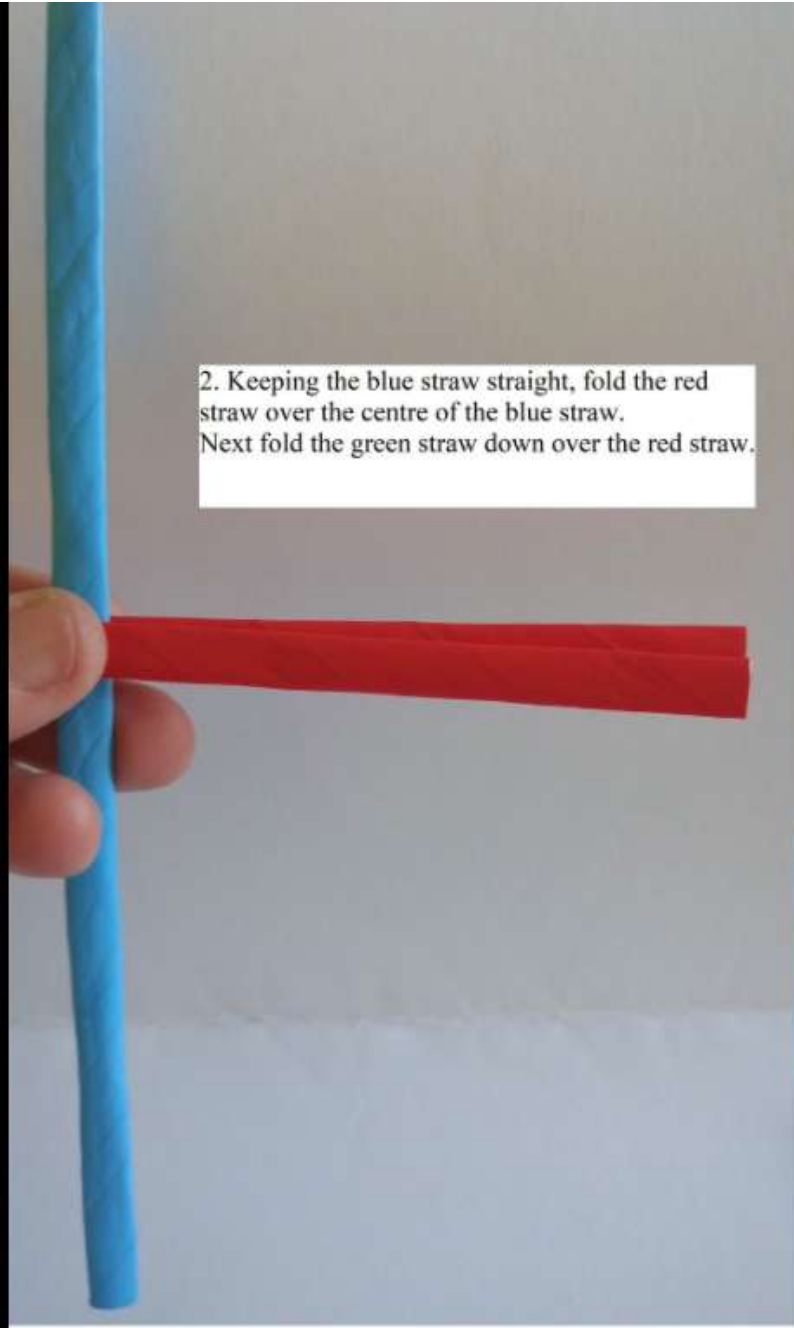 2. Keeping the blue straw straight, fold the red
straw over the centre of the blue straw.
Next fold the green straw down over the red straw.